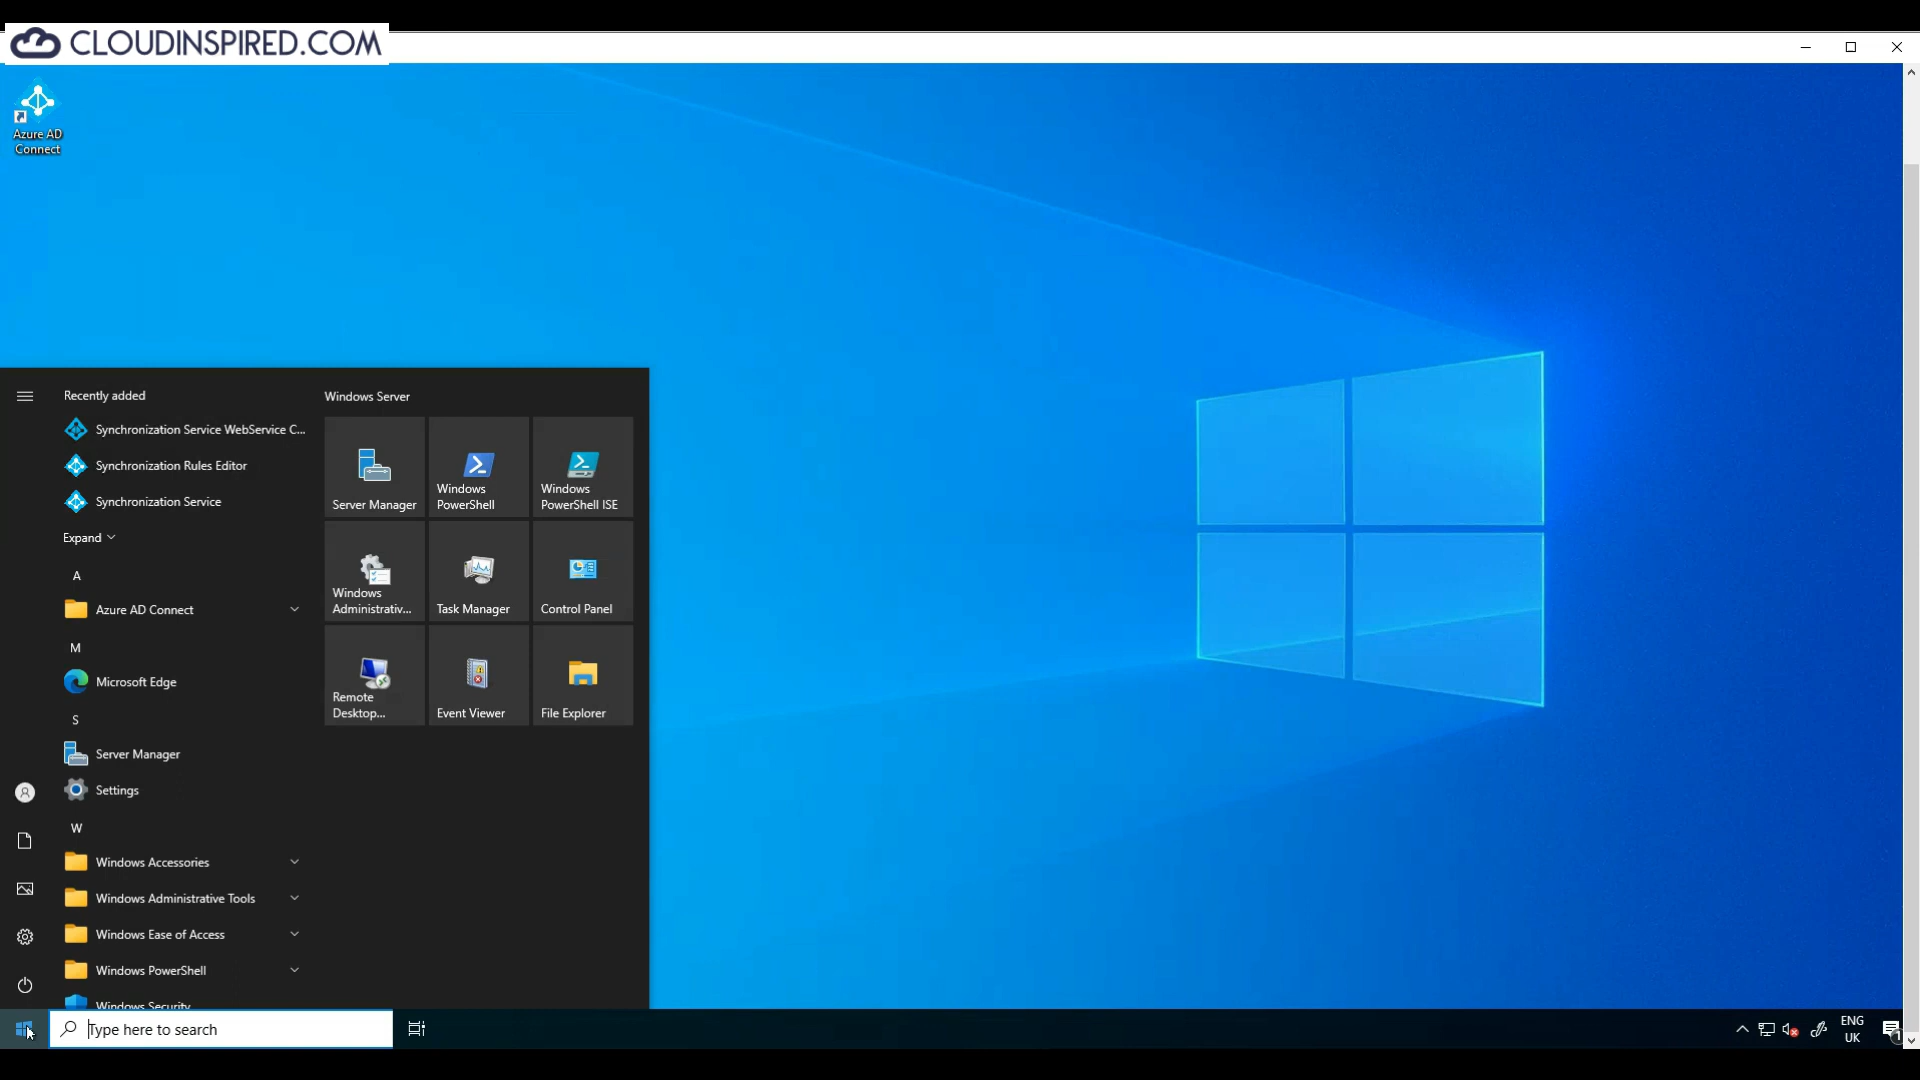 CLOUDINSPIRED.COM
Azure AD
Connect
Recently added
Synchronization Service WebService C...
Synchronization Rules Editor
Synchronization Service
Expand
A
Azure AD Connect
M
Microsoft Edge
S
Server Manager
Settings
W
Windows Accessories
Windows Administrative Tools
Windows Ease of Access
Windows PowerShell
Windows Security
Windows Server
Server Manager
Windows
PowerShell
Windows
PowerShell ISE
Windows
Administrativ...
Task Manager
Control Panel
Remote
Desktop...
Event Viewer
File Explorer
Type here to search
ENG
UK
1